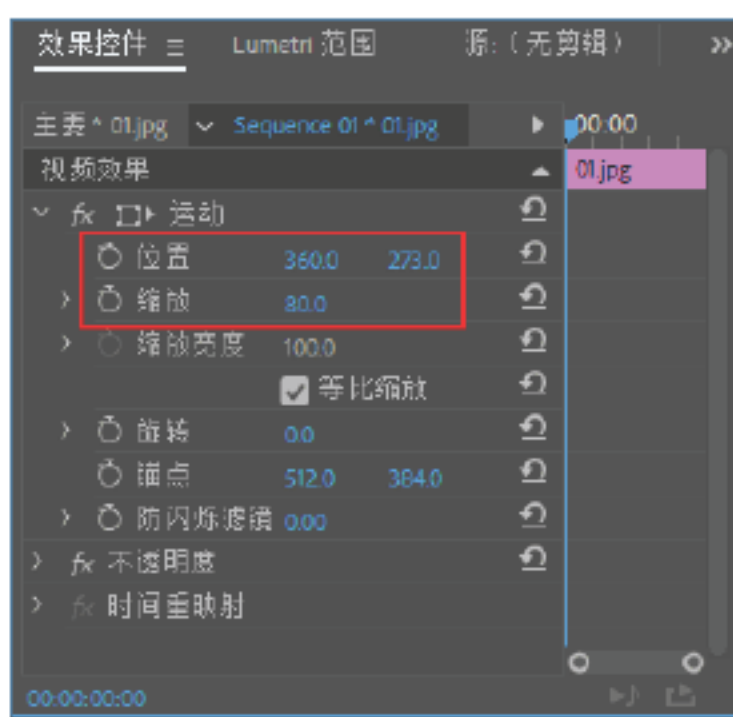 效果控件 Lumetri 范围 源:（无剪辑）
主要 * 01.jpg Sequence 01 * 01.jpg 00:00
视频效果 01.jpg
fx 运动
位置 360.0 273.0
缩放 80.0
缩放亮度 100.0
等比缩放
旋转 0.0
锚点 512.0 384.0
防闪烁滤镜 0.00
fx 不透明度
fx 时间重映射
00:00:00:00